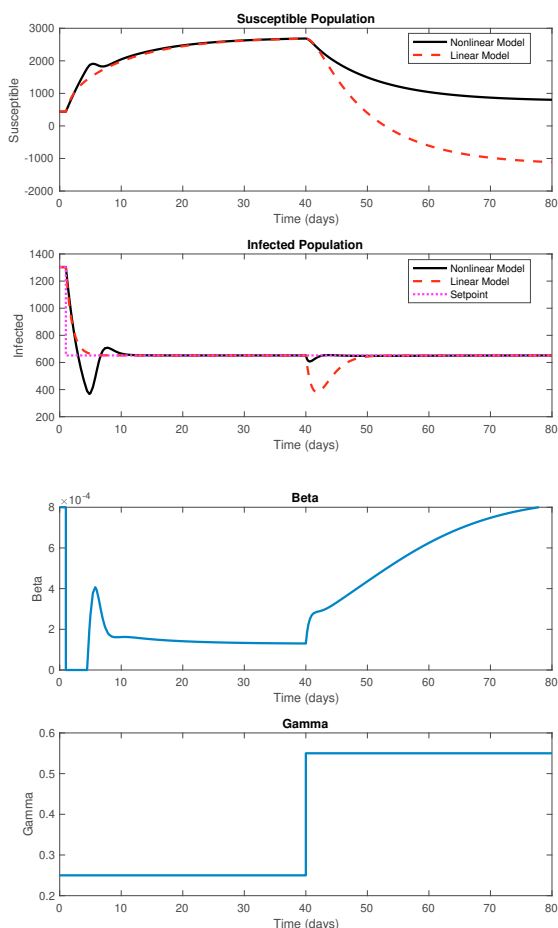 Susceptible Population
3000
2000
1000
0
-1000
-2000
Susceptible
Nonlinear Model
Linear Model
0 10 20 30 40 50 60 70 80
Time (days)
Infected Population
1400
1200
1000
800
600
400
200
Infected
Nonlinear Model
Linear Model
Setpoint
0 10 20 30 40 50 60 70 80
Time (days)
Beta
×10⁻⁴
8
6
4
2
0
Beta
0 10 20 30 40 50 60 70 80
Time (days)
Gamma
0.6
0.5
0.4
0.3
0.2
Gamma
0 10 20 30 40 50 60 70 80
Time (days)